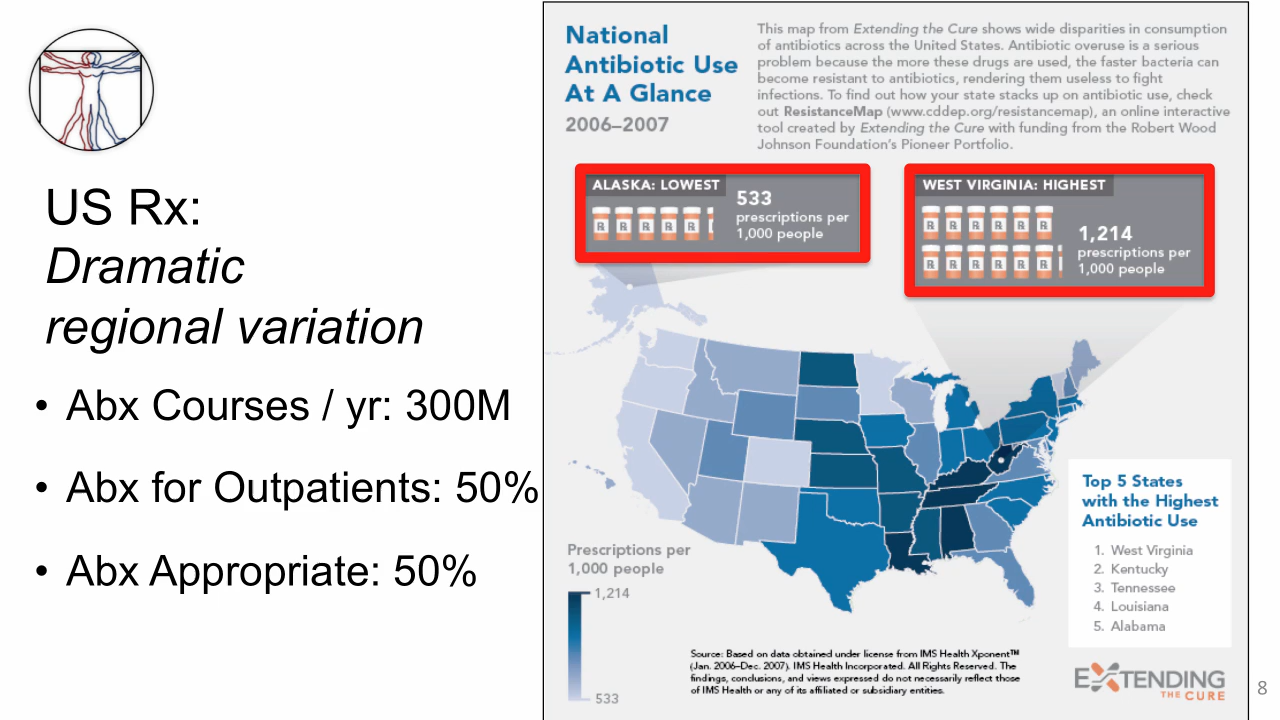 US Rx:
Dramatic
regional variation
• Abx Courses / yr: 300M
• Abx for Outpatients: 50%
• Abx Appropriate: 50%
National
Antibiotic Use
At A Glance
2006–2007
This map from Extending the Cure shows wide disparities in consumption
of antibiotics across the United States. Antibiotic overuse is a serious
problem because the more these drugs are used, the faster bacteria can
become resistant to antibiotics, rendering them useless to fight
infections. To find out how your state stacks up on antibiotic use, check
out ResistanceMap (www.cddep.org/resistancemap), an online interactive
tool created by Extending the Cure with funding from the Robert Wood
Johnson Foundation's Pioneer Portfolio.
ALASKA: LOWEST
533
prescriptions per
1,000 people
WEST VIRGINIA: HIGHEST
1,214
prescriptions per
1,000 people
Top 5 States
with the Highest
Antibiotic Use
1. West Virginia
2. Kentucky
3. Tennessee
4. Louisiana
5. Alabama
Prescriptions per
1,000 people
1,214
533
Source: Based on data obtained under license from IMS Health Xponent™
(Jan. 2006–Dec. 2007). IMS Health Incorporated. All Rights Reserved. The
findings, conclusions, and views expressed do not necessarily reflect those
of IMS Health or any of its affiliated or subsidiary entities.
EXTENDING
THE CURE
8